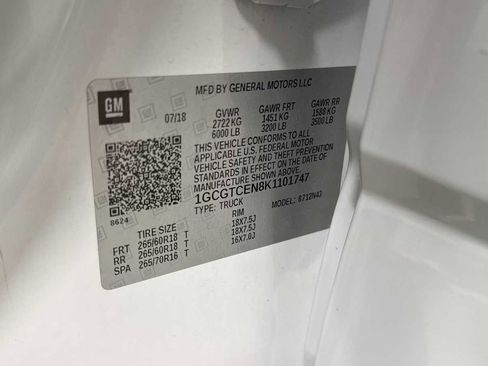 MFD BY GENERAL MOTORS LLC
GM
07/18 GVWR GAWR FRT GAWR RR
2722 KG 1451 KG 1588 KG
6000 LB 3200 LB 3500 LB
THIS VEHICLE CONFORMS TO ALL
APPLICABLE U.S. FEDERAL MOTOR
VEHICLE SAFETY AND THEFT PREVENTION
STANDARDS IN EFFECT ON THE DATE OF
MANUFACTURE SHOWN ABOVE.
1GCGTCEN8K1101747
TYPE: TRUCK MODEL:
8624
TIRE SIZE RIM
FRT 265/60R18 T 18X7.5J
RR 265/60R18 T 18X7.5J
SPA 265/70R16 T 16X7.0J